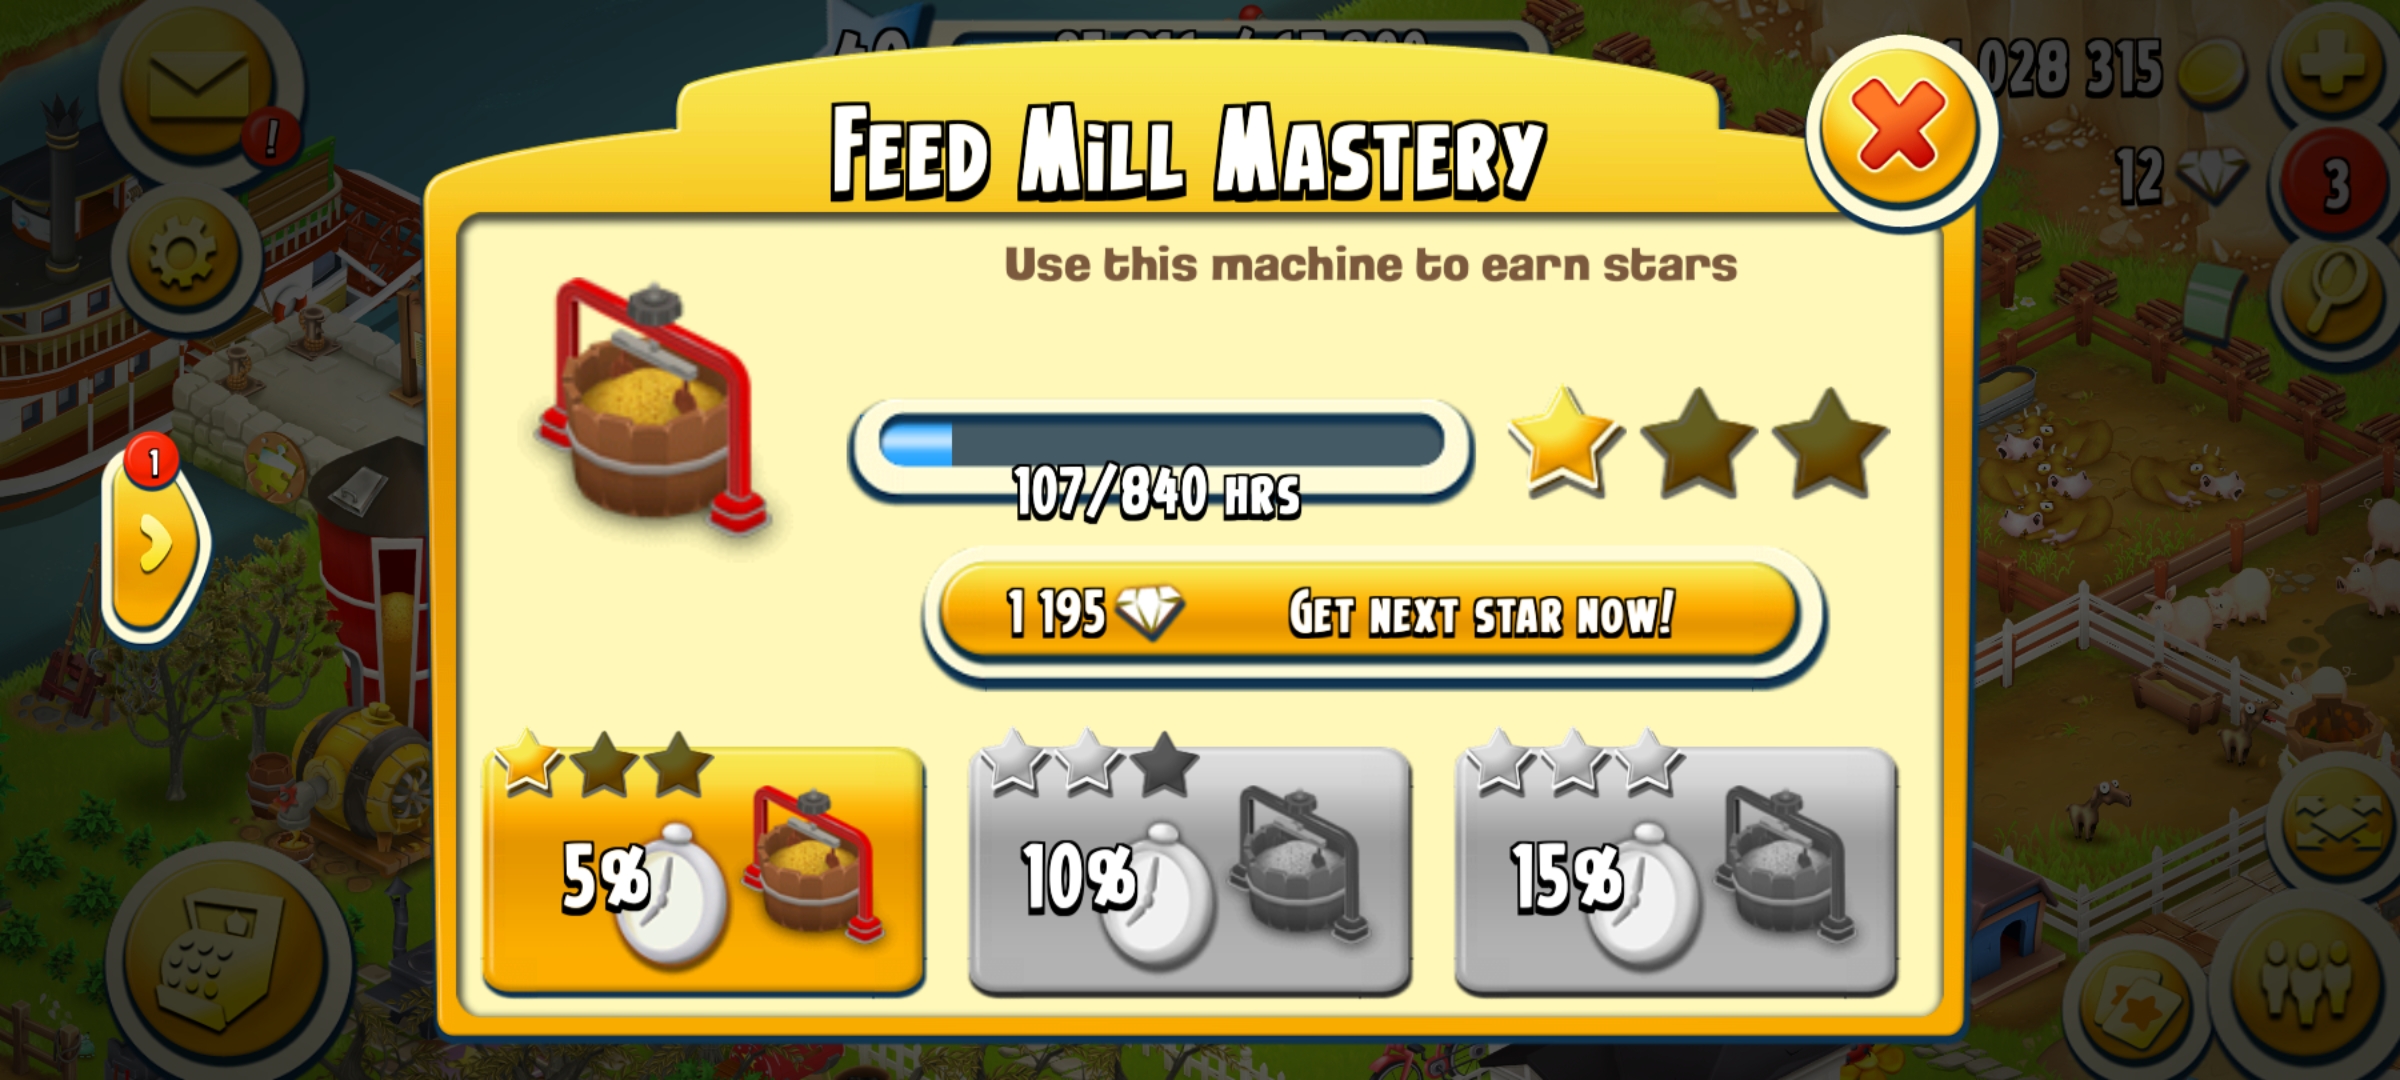 028 315
!
FEED MiLL MASTERY
12
3
Use this machine to earn stars
1
107/840 HRS
1 195 GET NEXT STAR NOW!
5%
10%
15%